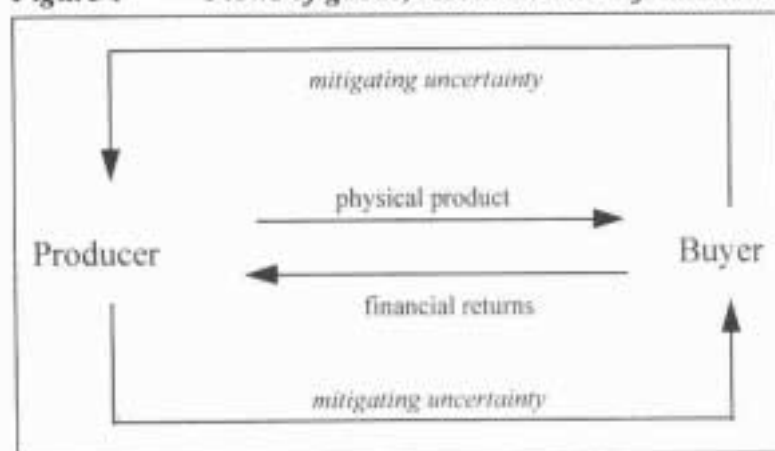 mitigating uncertainty
physical product
Producer
Buyer
financial returns
mitigating uncertainty